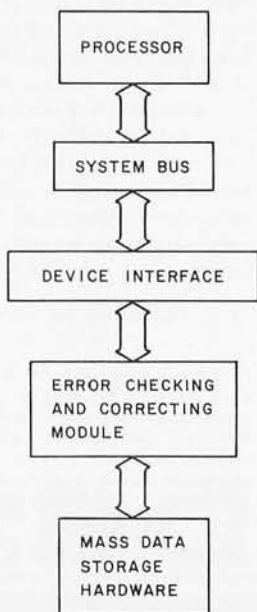 PROCESSOR
SYSTEM BUS
DEVICE INTERFACE
ERROR CHECKING
AND CORRECTING
MODULE
MASS DATA
STORAGE
HARDWARE